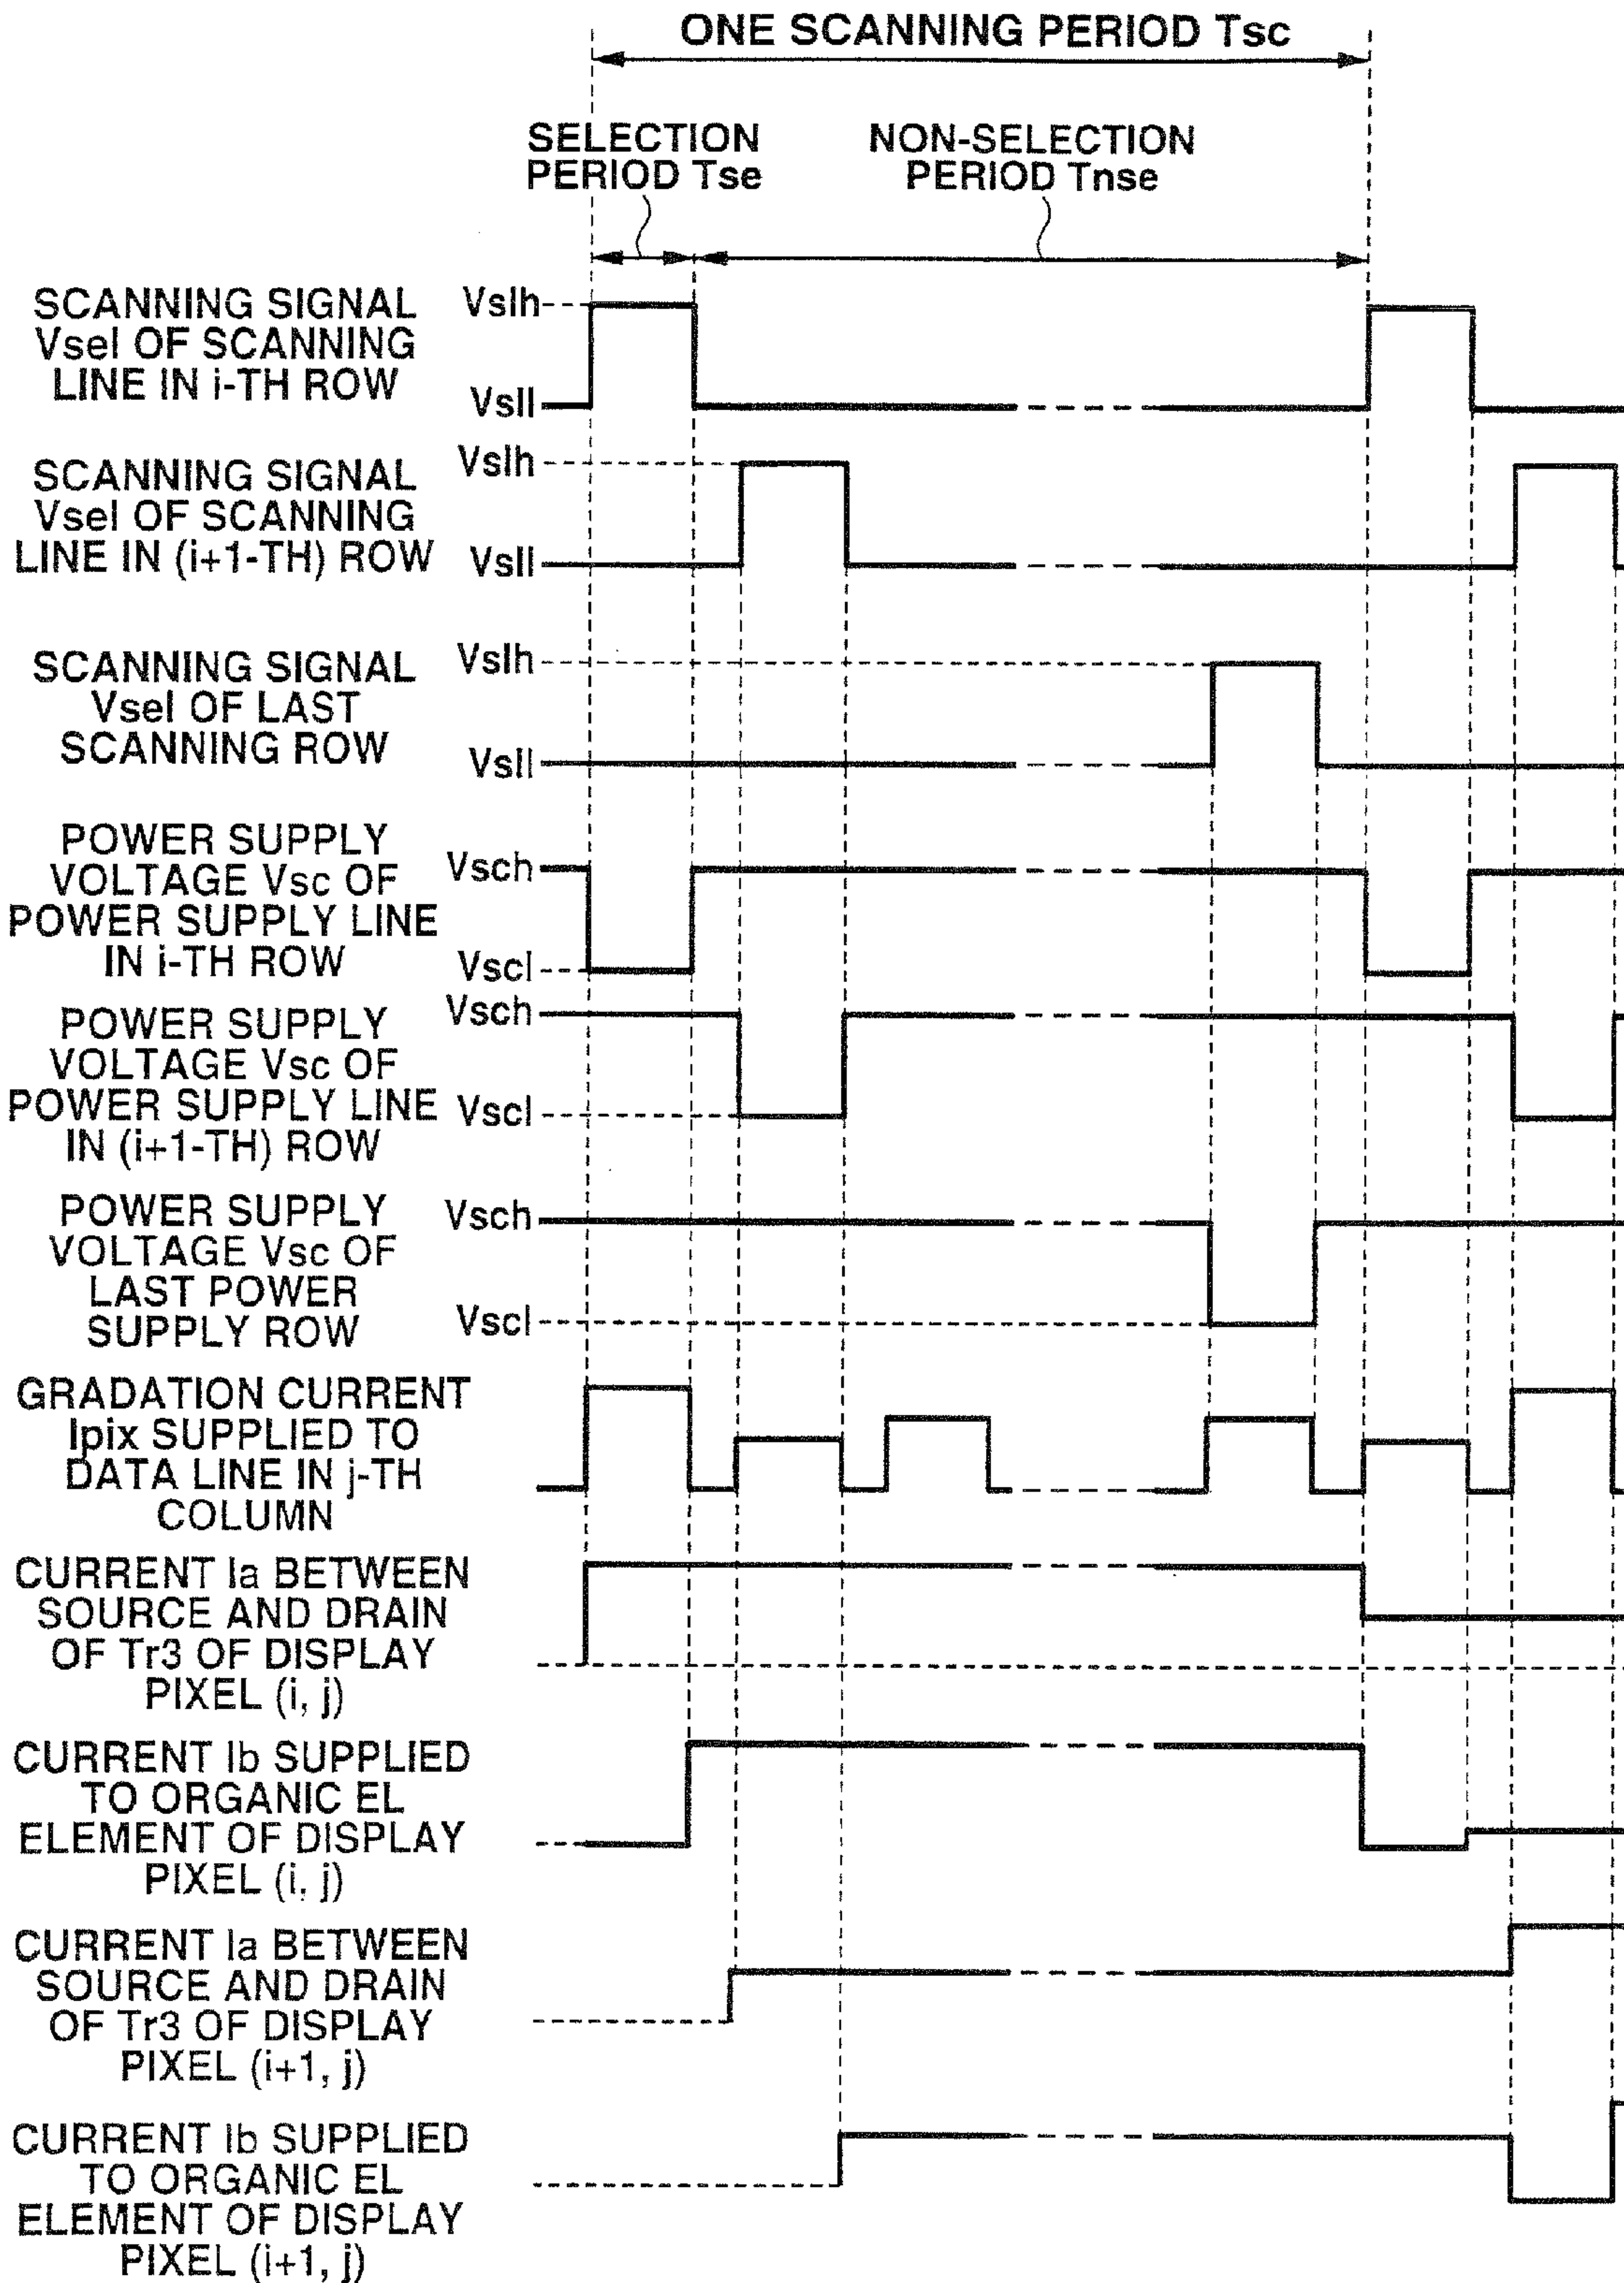 ONE SCANNING PERIOD Tsc
SELECTION
PERIOD Tse
NON-SELECTION
PERIOD Tnse
SCANNING SIGNAL
Vsel OF SCANNING
LINE IN i-TH ROW
Vslh
Vsll
SCANNING SIGNAL
Vsel OF SCANNING
LINE IN (i+1-TH) ROW
Vslh
Vsll
SCANNING SIGNAL
Vsel OF LAST
SCANNING ROW
Vslh
Vsll
POWER SUPPLY
VOLTAGE Vsc OF
POWER SUPPLY LINE
IN i-TH ROW
Vsch
Vscl
POWER SUPPLY
VOLTAGE Vsc OF
POWER SUPPLY LINE
IN (i+1-TH) ROW
Vsch
Vscl
POWER SUPPLY
VOLTAGE Vsc OF
LAST POWER
SUPPLY ROW
Vsch
Vscl
GRADATION CURRENT
Ipix SUPPLIED TO
DATA LINE IN j-TH
COLUMN
CURRENT Ia BETWEEN
SOURCE AND DRAIN
OF Tr3 OF DISPLAY
PIXEL (i, j)
CURRENT Ib SUPPLIED
TO ORGANIC EL
ELEMENT OF DISPLAY
PIXEL (i, j)
CURRENT Ia BETWEEN
SOURCE AND DRAIN
OF Tr3 OF DISPLAY
PIXEL (i+1, j)
CURRENT Ib SUPPLIED
TO ORGANIC EL
ELEMENT OF DISPLAY
PIXEL (i+1, j)